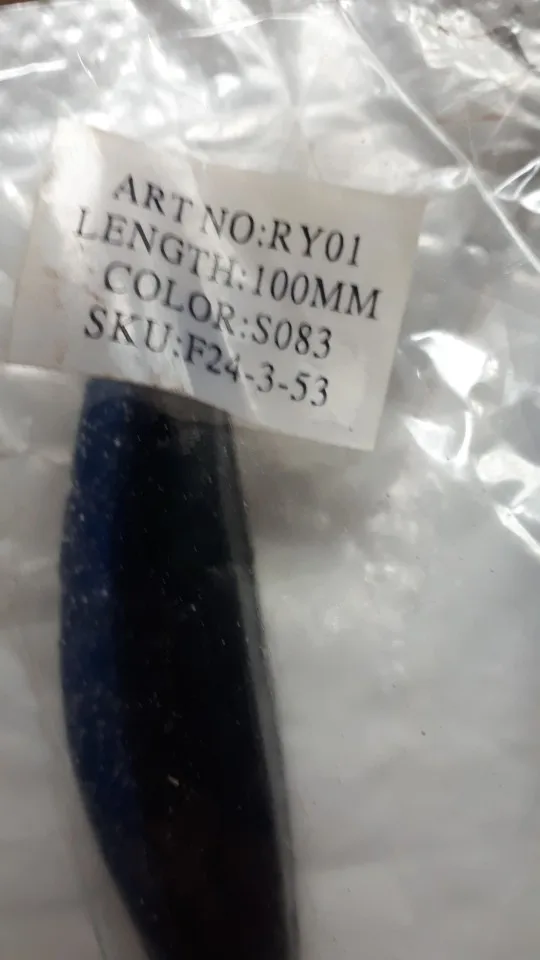 ART NO:RY01
LENGTH:100MM
COLOR:S083
SKU:F24-3-53